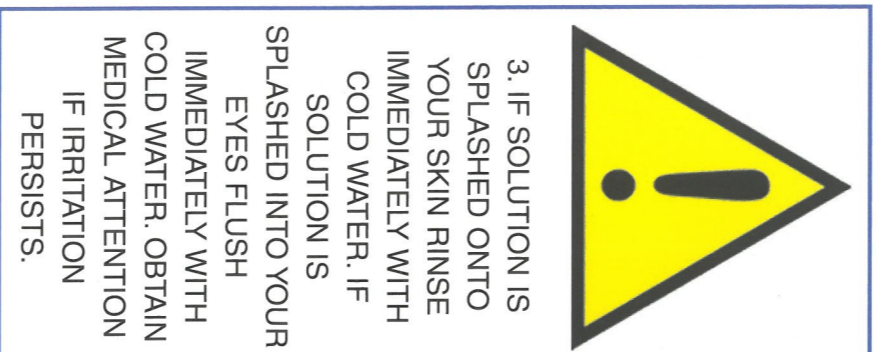 3. IF SOLUTION IS
SPLASHED ONTO
YOUR SKIN RINSE
IMMEDIATELY WITH
COLD WATER. IF
SOLUTION IS
SPLASHED INTO YOUR
EYES FLUSH
IMMEDIATELY WITH
COLD WATER. OBTAIN
MEDICAL ATTENTION
IF IRRITATION
PERSISTS.